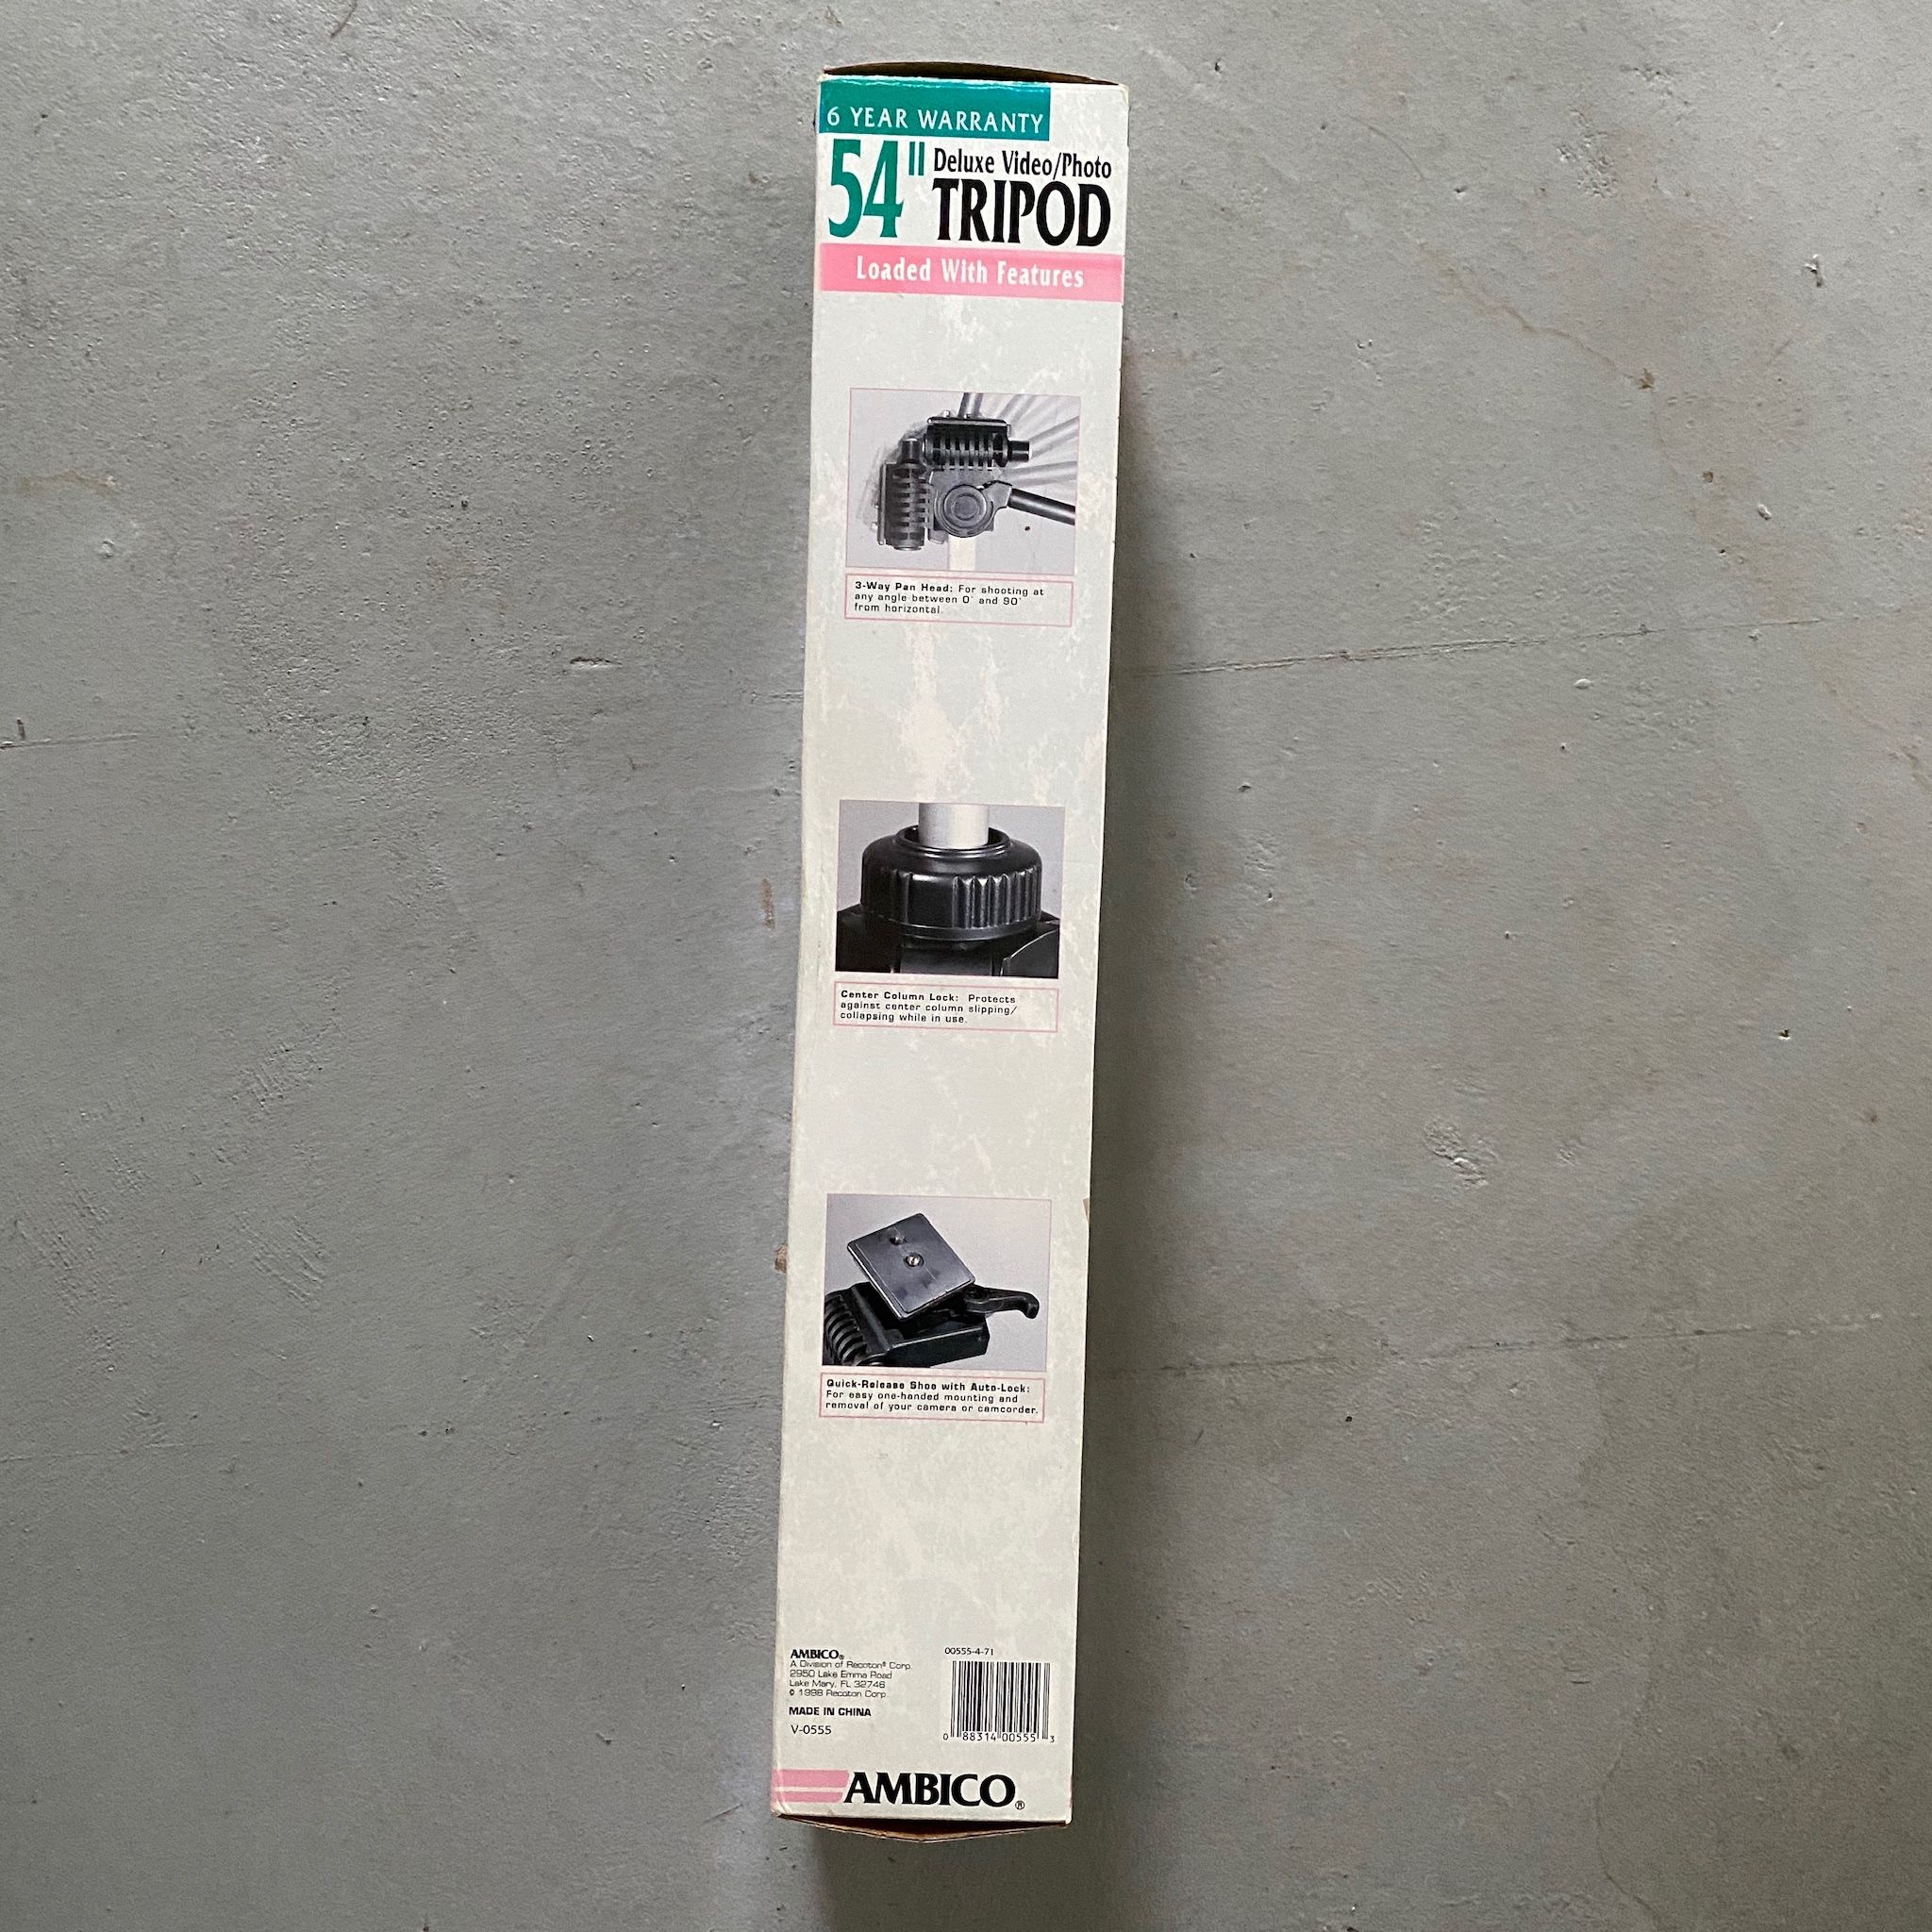 6 YEAR WARRANTY
54" Deluxe Video/Photo
TRIPOD
Loaded With Features
3-Way Pan Head: For shooting at
any angle between 0° and 90°
from horizontal.
Center Column Lock: Protects
against center column slipping/
collapsing while in use.
Quick-Release Shoe with Auto-Lock:
For easy one-handed mounting and
removal of your camera or camcorder.
AMBICO®
A Division of Recoton® Corp.
2950 Lake Emma Road
Lake Mary, FL 32746
© 1998 Recoton Corp.
MADE IN CHINA
V-0555
00555-4-71
0 88314 00555 3
AMBICO®